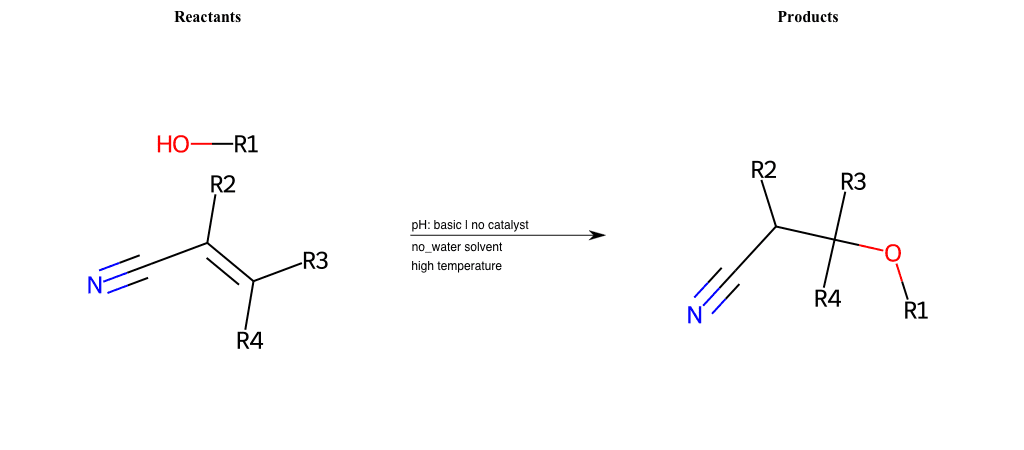 Reactants
Products
HO R1
R2
R3
N
R4
pH: basic | no catalyst
no_water solvent
high temperature
R2
R3
O
R4
N
R1